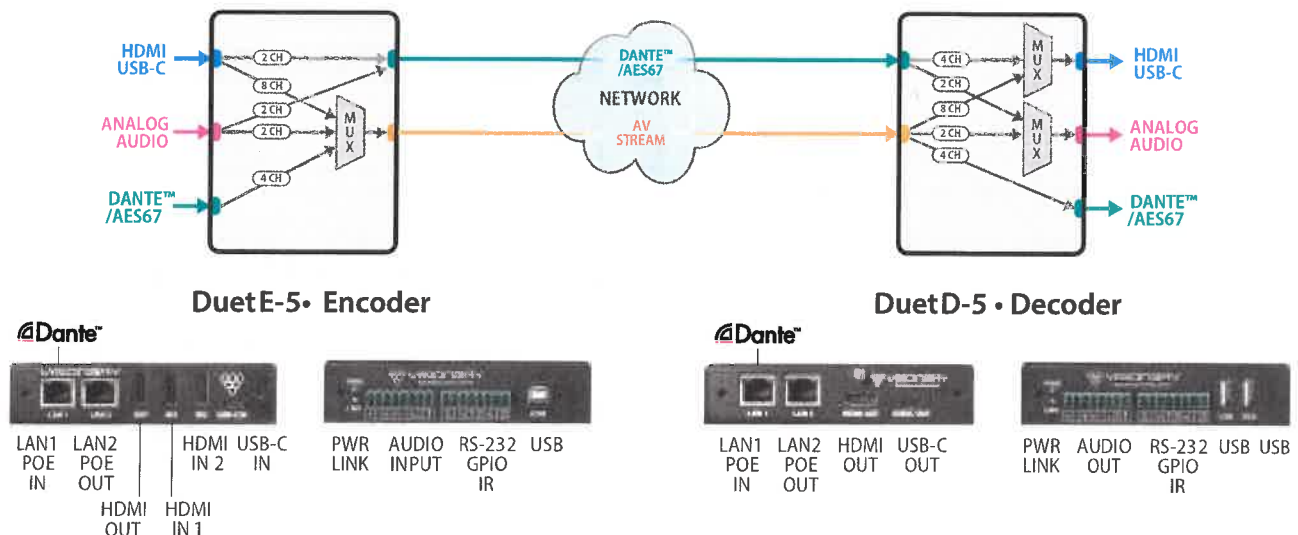 HDMI
USB-C
2 CH
8 CH
2 CH
2 CH
4 CH
MUX
ANALOG
AUDIO
DANTE™
/AES67
DANTE™
/AES67
NETWORK
AV
STREAM
4 CH
2 CH
8 CH
2 CH
4 CH
MUX
MUX
HDMI
USB-C
ANALOG
AUDIO
DANTE™
/AES67
DuetE-5• Encoder
DuetD-5 • Decoder
Dante™
Dante™
LAN1
POE
IN
LAN2
POE
OUT
HDMI
OUT
HDMI
IN 1
HDMI
IN 2
USB-C
IN
PWR
LINK
AUDIO
INPUT
RS-232
GPIO
IR
USB
LAN1
POE
IN
LAN2
POE
OUT
HDMI
OUT
USB-C
OUT
PWR
LINK
AUDIO
OUT
RS-232
GPIO
IR
USB
USB